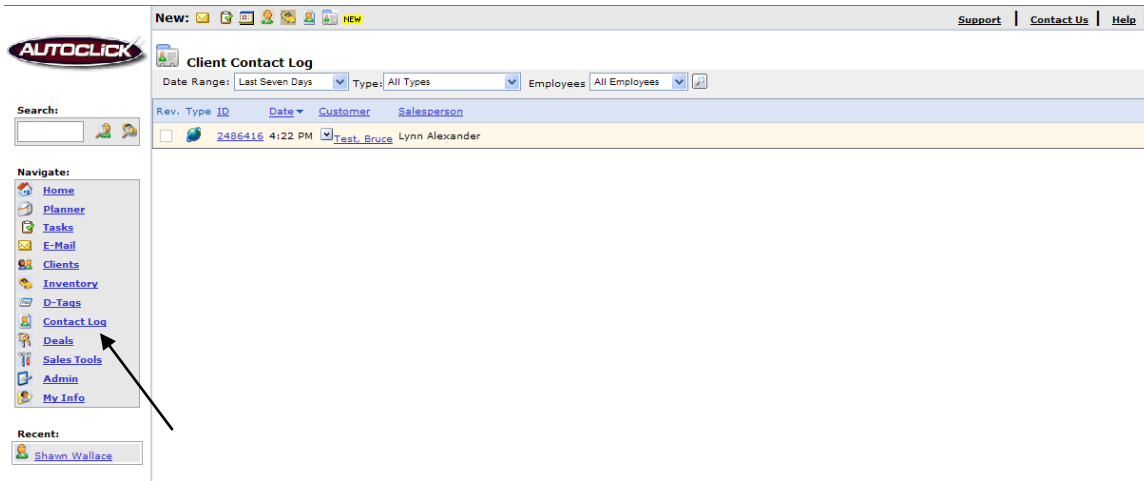 New: NEW
Support | Contact Us | Help
AUTOCLICK
Client Contact Log
Date Range: Last Seven Days Type: All Types Employees All Employees
Search:
Rev. Type ID Date Customer Salesperson
2486416 4:22 PM Test, Bruce Lynn Alexander
Navigate:
Home
Planner
Tasks
E-Mail
Clients
Inventory
D-Tags
Contact Log
Deals
Sales Tools
Admin
My Info
Recent:
Shawn Wallace